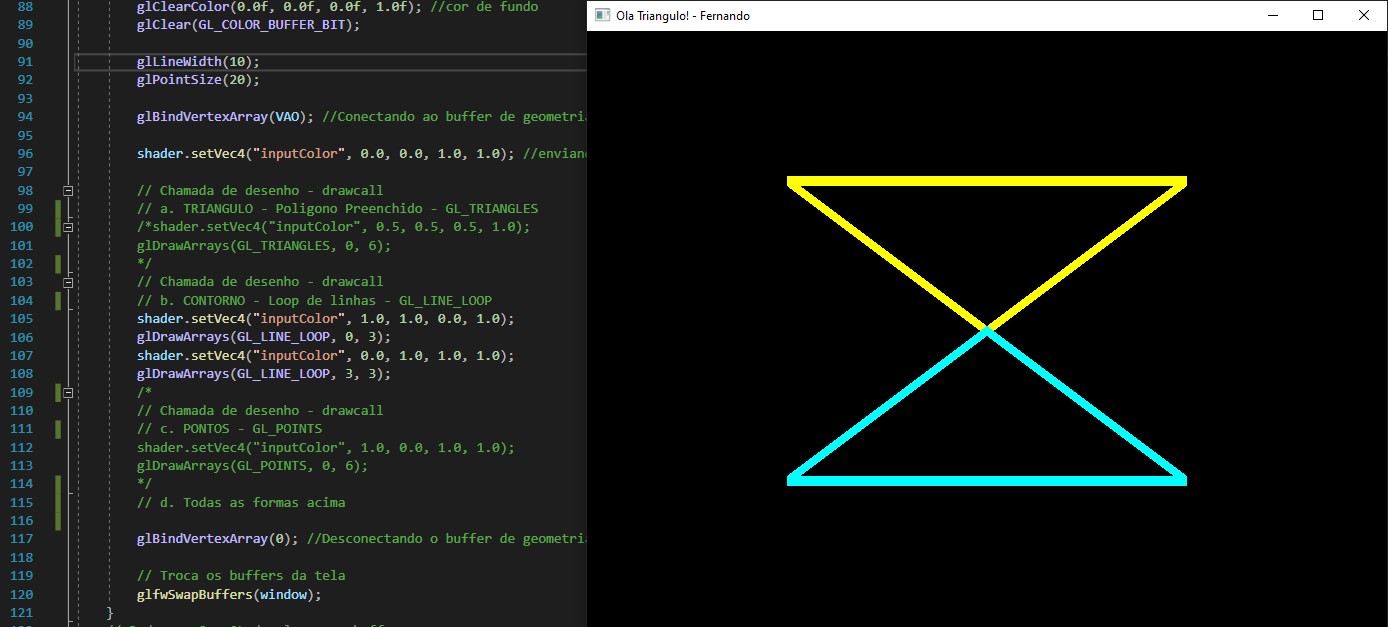 88 glClearColor(0.0f, 0.0f, 0.0f, 1.0f); //cor de fundo
89 glClear(GL_COLOR_BUFFER_BIT);
90
91 glLineWidth(10);
92 glPointSize(20);
93
94 glBindVertexArray(VAO); //Conectando ao buffer de geometri
95
96 shader.setVec4("inputColor", 0.0, 0.0, 1.0, 1.0); //envian
97
98 // Chamada de desenho - drawcall
99 // a. TRIANGULO - Poligono Preenchido - GL_TRIANGLES
100 /*shader.setVec4("inputColor", 0.5, 0.5, 0.5, 1.0);
101 glDrawArrays(GL_TRIANGLES, 0, 6);
102 */
103 // Chamada de desenho - drawcall
104 // b. CONTORNO - Loop de linhas - GL_LINE_LOOP
105 shader.setVec4("inputColor", 1.0, 1.0, 0.0, 1.0);
106 glDrawArrays(GL_LINE_LOOP, 0, 3);
107 shader.setVec4("inputColor", 0.0, 1.0, 1.0, 1.0);
108 glDrawArrays(GL_LINE_LOOP, 3, 3);
109 /*
110 // Chamada de desenho - drawcall
111 // c. PONTOS - GL_POINTS
112 shader.setVec4("inputColor", 1.0, 0.0, 1.0, 1.0);
113 glDrawArrays(GL_POINTS, 0, 6);
114 */
115 // d. Todas as formas acima
116
117 glBindVertexArray(0); //Desconectando o buffer de geometri
118
119 // Troca os buffers da tela
120 glfwSwapBuffers(window);
121 }
Ola Triangulo! - Fernando